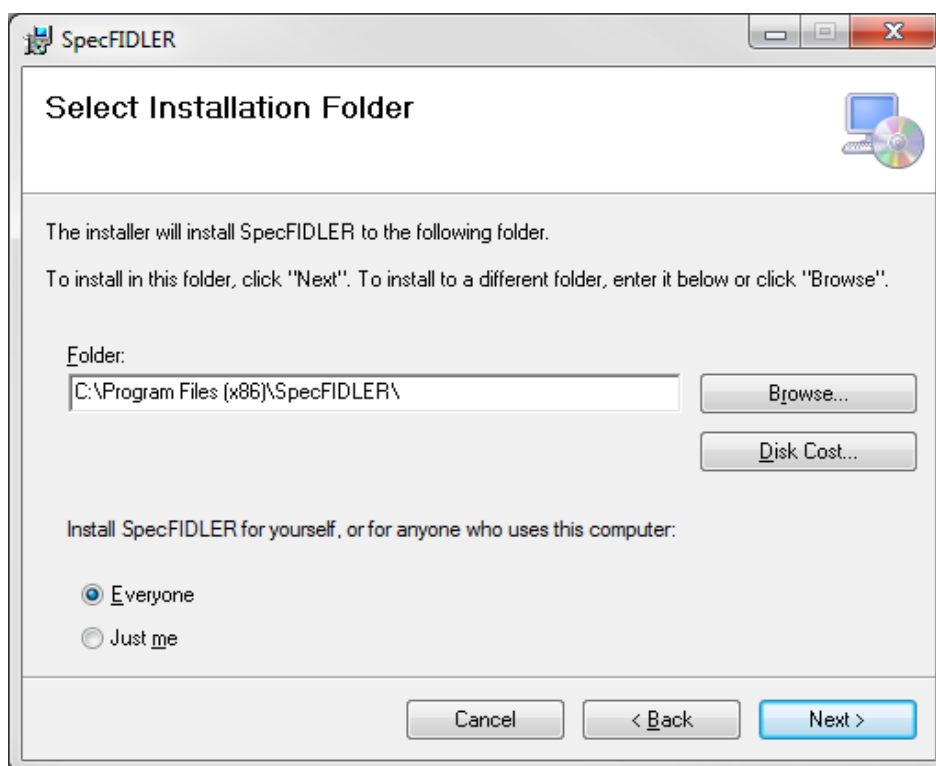 SpecFIDLER
Select Installation Folder
The installer will install SpecFIDLER to the following folder.
To install in this folder, click "Next". To install to a different folder, enter it below or click "Browse".
Folder:
C:\Program Files (x86)\SpecFIDLER\
Browse...
Disk Cost...
Install SpecFIDLER for yourself, or for anyone who uses this computer:
Everyone
Just me
Cancel
< Back
Next >